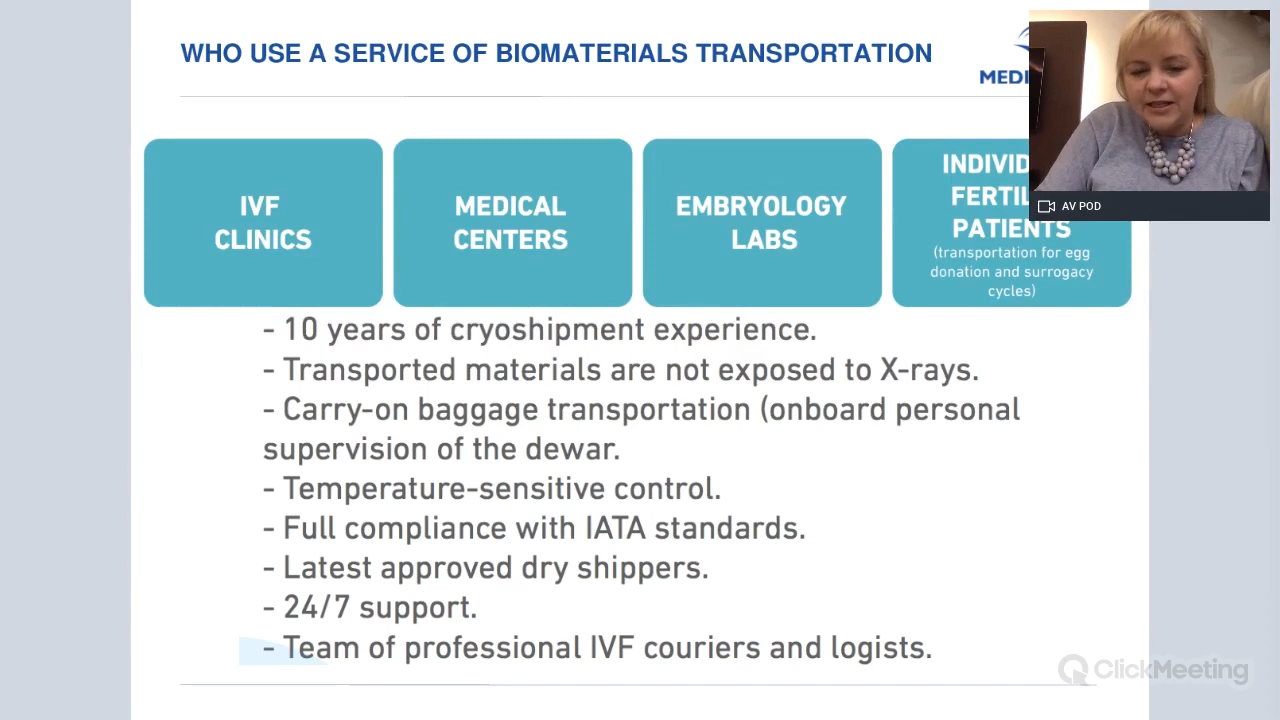 WHO USE A SERVICE OF BIOMATERIALS TRANSPORTATION
IVF
CLINICS
MEDICAL
CENTERS
EMBRYOLOGY
LABS
PATIENTS
(transportation for egg
donation and surrogacy
cycles)
AV POD
- 10 years of cryoshipment experience.
- Transported materials are not exposed to X-rays.
- Carry-on baggage transportation (onboard personal
supervision of the dewar.
- Temperature-sensitive control.
- Full compliance with IATA standards.
- Latest approved dry shippers.
- 24/7 support.
- Team of professional IVF couriers and logists.
ClickMeeting